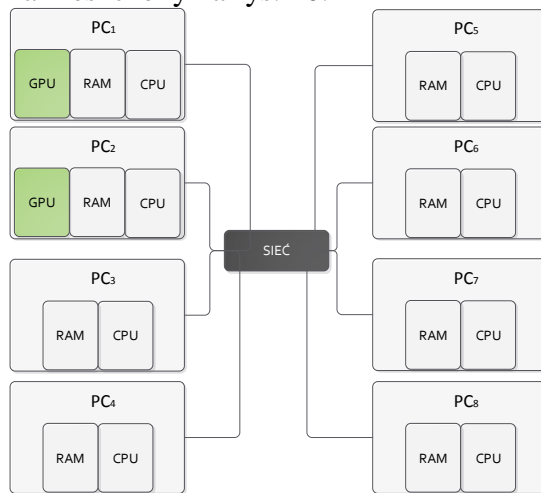 PC1
GPU RAM CPU
PC2
GPU RAM CPU
PC3
RAM CPU
PC4
RAM CPU
SIEĆ
PC5
RAM CPU
PC6
RAM CPU
PC7
RAM CPU
PC8
RAM CPU